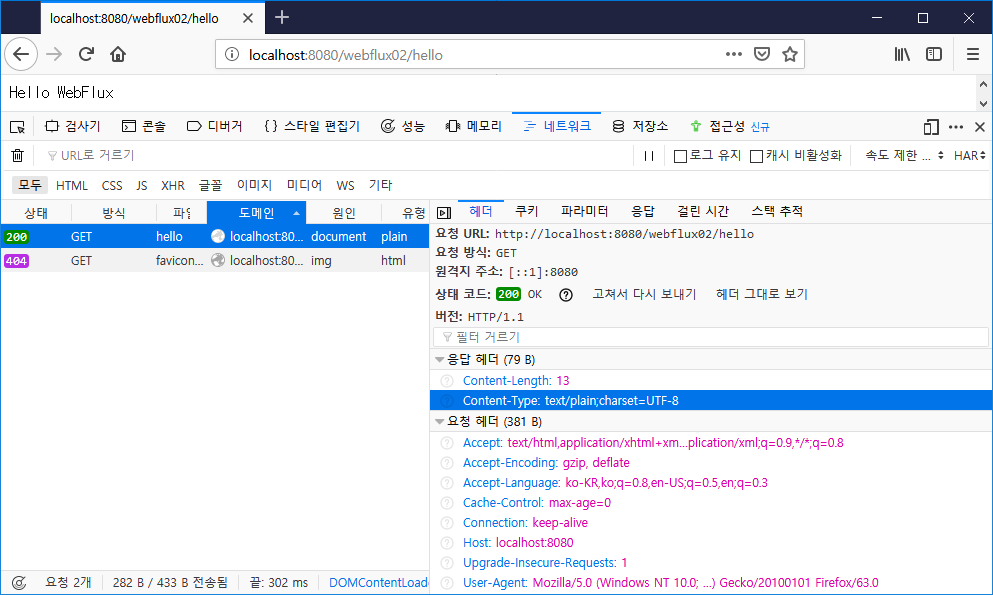 localhost:8080/webflux02/hello
localhost:8080/webflux02/hello
Hello WebFlux
검사기 콘솔 디버거 스타일 편집기 성능 메모리 네트워크 저장소 접근성 신규
URL로 거르기 로그 유지 캐시 비활성화 속도 제한 ... HAR
모두 HTML CSS JS XHR 글꼴 이미지 미디어 WS 기타
상태 방식 파일 도메인 원인 유형
200 GET hello localhost:80... document plain
404 GET favicon... localhost:80... img html
헤더 쿠키 파라미터 응답 걸린 시간 스택 추적
요청 URL: http://localhost:8080/webflux02/hello
요청 방식: GET
원격지 주소: [::1]:8080
상태 코드: 200 OK 고쳐서 다시 보내기 헤더 그대로 보기
버전: HTTP/1.1
필터 거르기
응답 헤더 (79 B)
Content-Length: 13
Content-Type: text/plain;charset=UTF-8
요청 헤더 (381 B)
Accept: text/html,application/xhtml+xm...plication/xml;q=0.9,*/*;q=0.8
Accept-Encoding: gzip, deflate
Accept-Language: ko-KR,ko;q=0.8,en-US;q=0.5,en;q=0.3
Cache-Control: max-age=0
Connection: keep-alive
Host: localhost:8080
Upgrade-Insecure-Requests: 1
User-Agent: Mozilla/5.0 (Windows NT 10.0; ...) Gecko/20100101 Firefox/63.0
요청 2개 282 B / 433 B 전송됨 끝: 302 ms DOMContentLoade